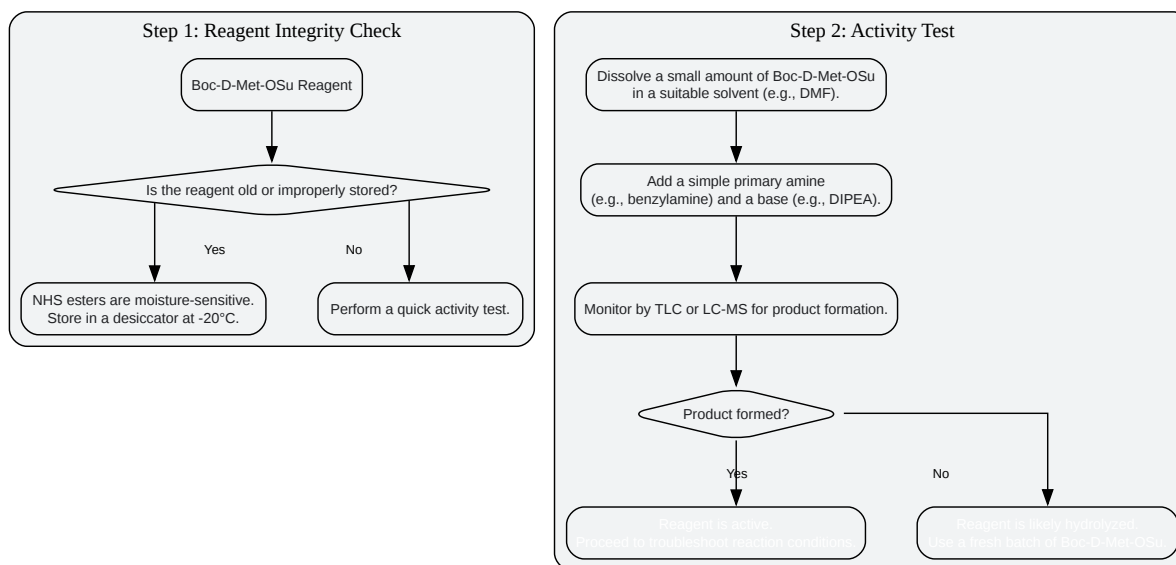 Step 1: Reagent Integrity Check
Boc-D-Met-OSu Reagent
Is the reagent old or improperly stored?
Yes
No
NHS esters are moisture-sensitive.
Store in a desiccator at -20°C.
Perform a quick activity test.
Step 2: Activity Test
Dissolve a small amount of Boc-D-Met-OSu
in a suitable solvent (e.g., DMF).
Add a simple primary amine
(e.g., benzylamine) and a base (e.g., DIPEA).
Monitor by TLC or LC-MS for product formation.
Product formed?
Yes
No
Reagent is active.
Proceed to troubleshoot reaction conditions.
Reagent is likely hydrolyzed.
Use a fresh batch of Boc-D-Met-OSu.